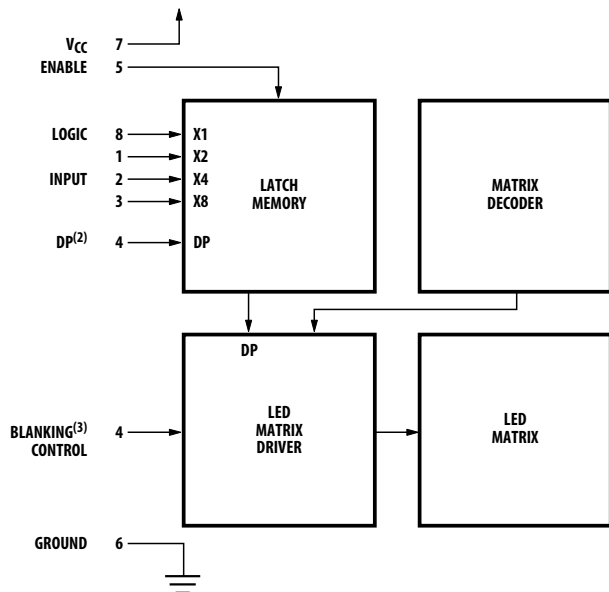 VCC 7
ENABLE 5
LOGIC 8 X1
1 X2
INPUT 2 X4
3 X8
DP(2) 4 DP
LATCH
MEMORY
MATRIX
DECODER
DP
BLANKING(3) 4
CONTROL
LED
MATRIX
DRIVER
LED
MATRIX
GROUND 6